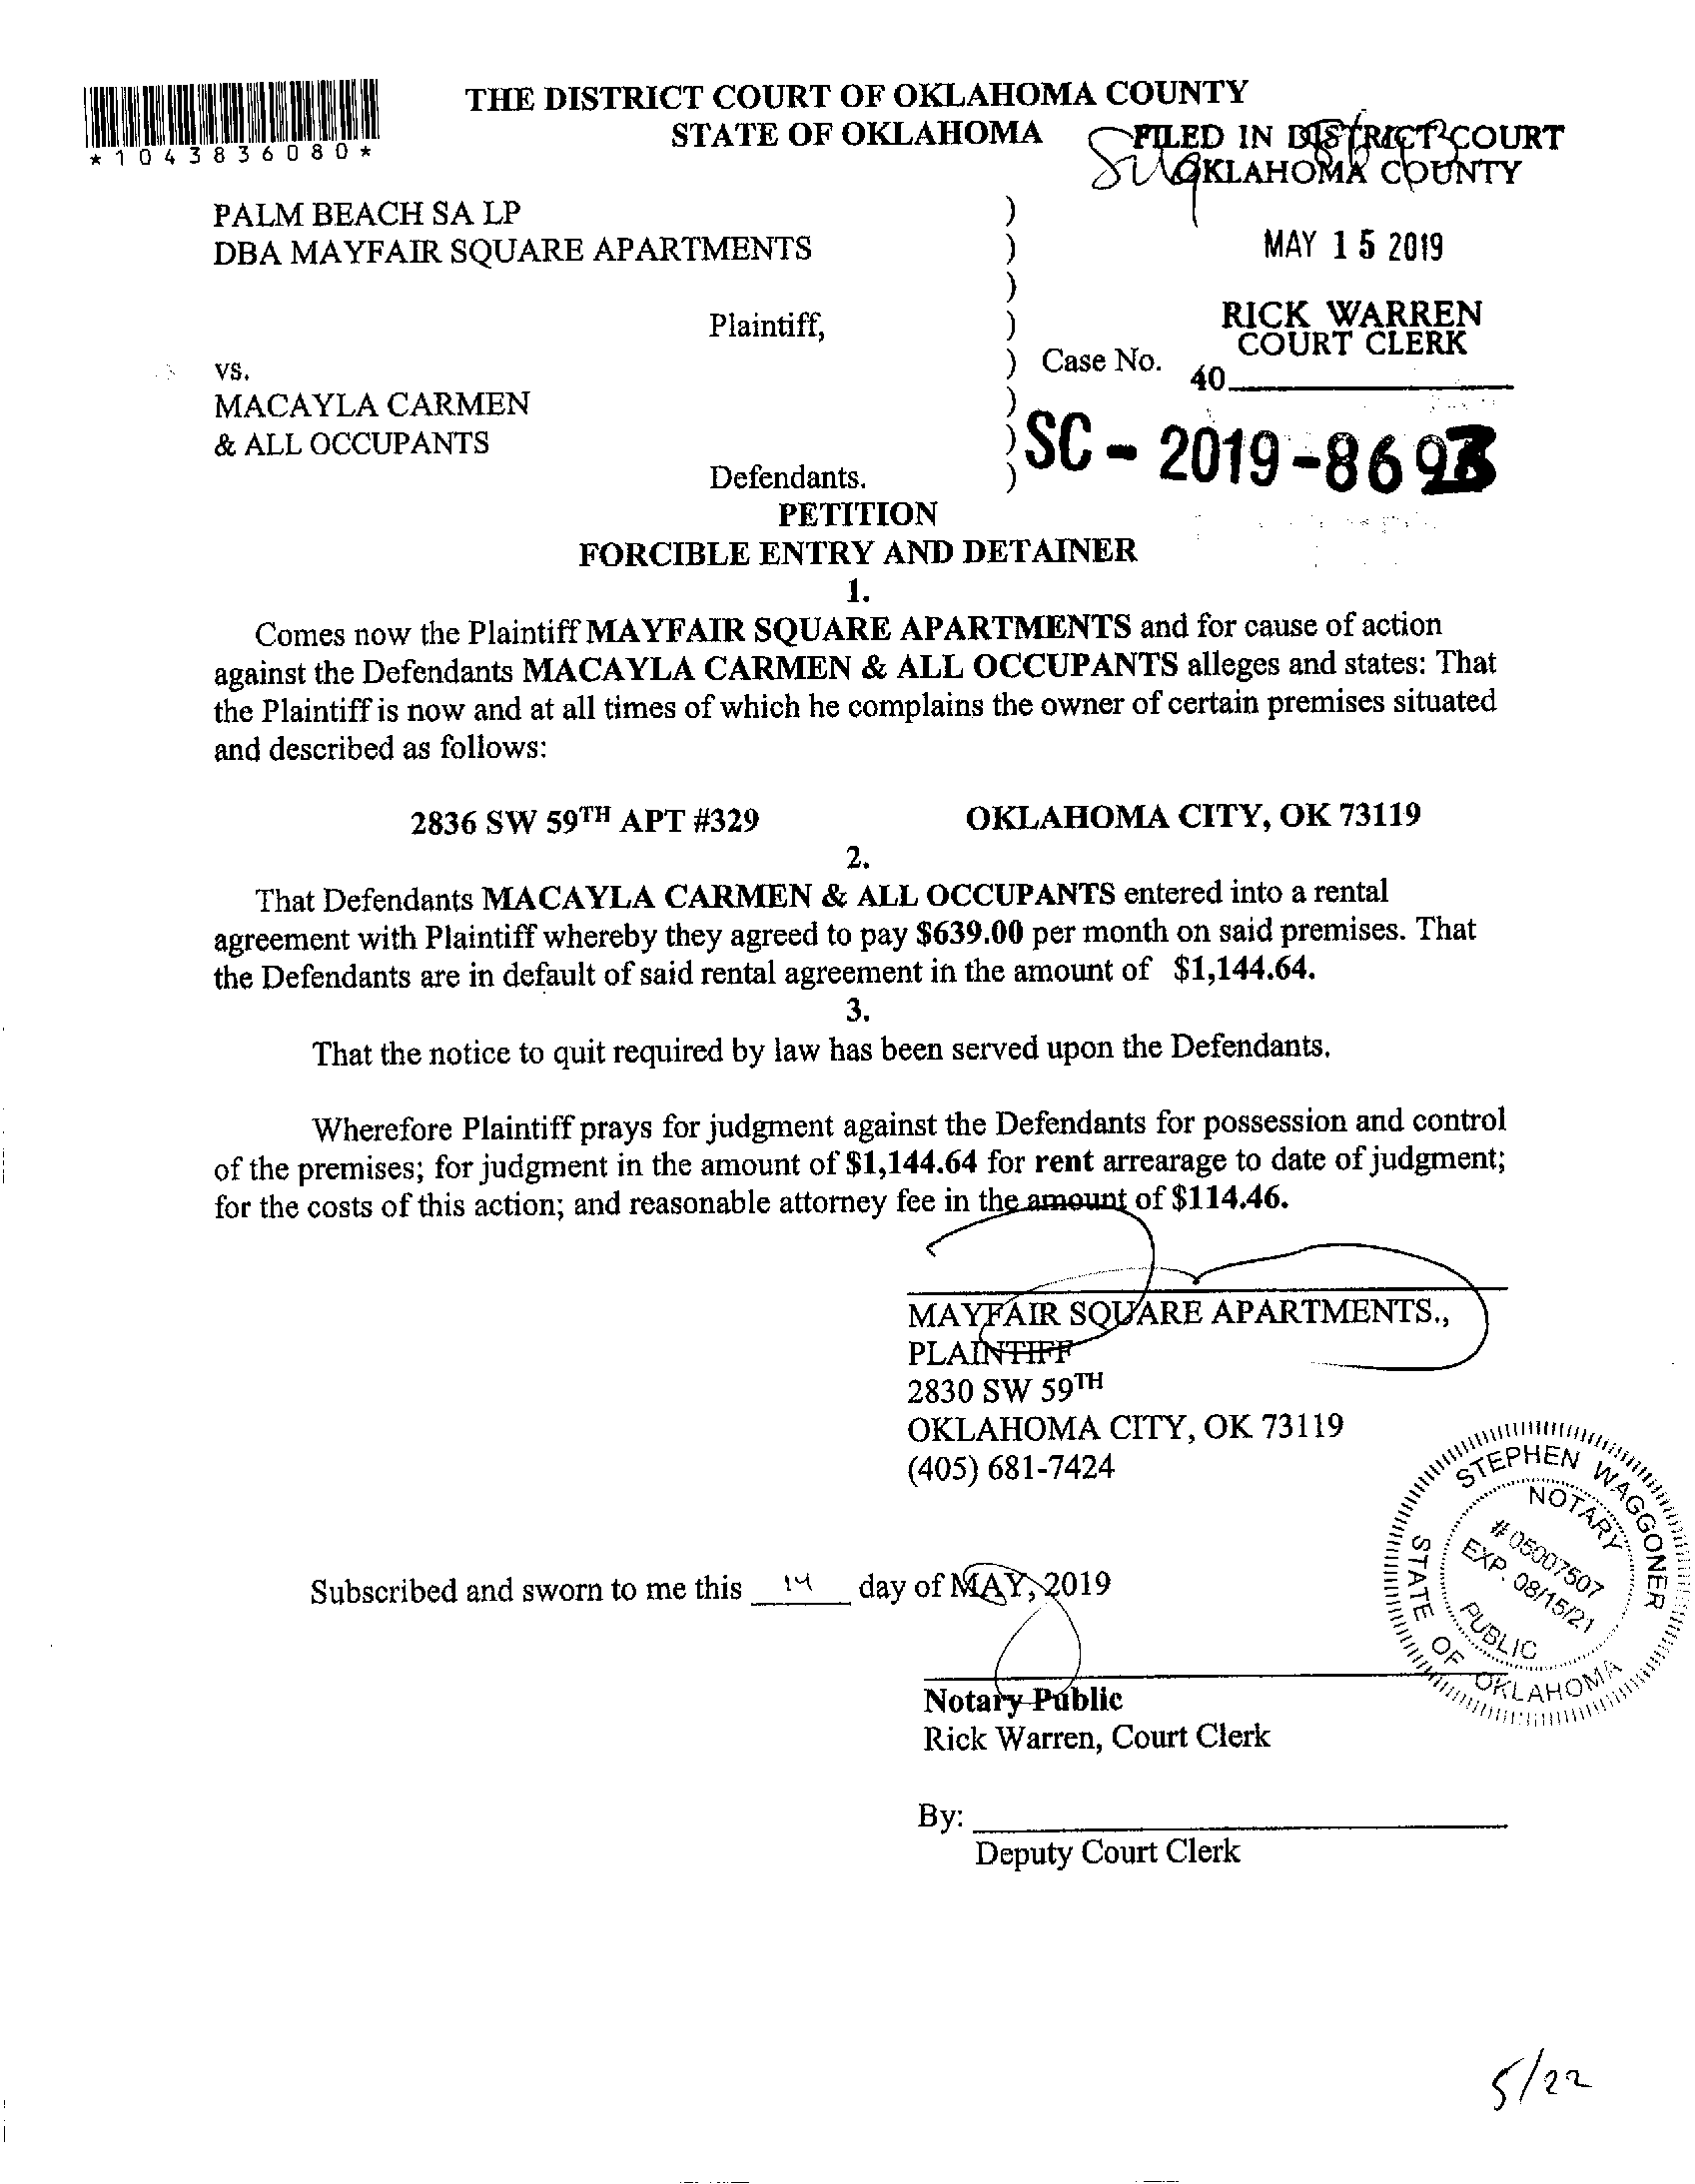 THE DISTRICT COURT OF OKLAHOMA COUNTY
STATE OF OKLAHOMA
*1043836080*
FILED IN DISTRICT COURT
OKLAHOMA COUNTY
MAY 15 2019
RICK WARREN
COURT CLERK
40
PALM BEACH SA LP )
DBA MAYFAIR SQUARE APARTMENTS )
)
Plaintiff, )
vs. ) Case No.
MACAYLA CARMEN )
& ALL OCCUPANTS ) SC - 2019-8693
Defendants. )
PETITION
FORCIBLE ENTRY AND DETAINER
1.
Comes now the Plaintiff MAYFAIR SQUARE APARTMENTS and for cause of action
against the Defendants MACAYLA CARMEN & ALL OCCUPANTS alleges and states: That
the Plaintiff is now and at all times of which he complains the owner of certain premises situated
and described as follows:
2836 SW 59TH APT #329 OKLAHOMA CITY, OK 73119
2.
That Defendants MACAYLA CARMEN & ALL OCCUPANTS entered into a rental
agreement with Plaintiff whereby they agreed to pay $639.00 per month on said premises. That
the Defendants are in default of said rental agreement in the amount of $1,144.64.
3.
That the notice to quit required by law has been served upon the Defendants.
Wherefore Plaintiff prays for judgment against the Defendants for possession and control
of the premises; for judgment in the amount of $1,144.64 for rent arrearage to date of judgment;
for the costs of this action; and reasonable attorney fee in the amount of $114.46.
MAYFAIR SQUARE APARTMENTS.,
PLAINTIFF
2830 SW 59TH
OKLAHOMA CITY, OK 73119
(405) 681-7424
STEPHEN WAGGONER
NOTARY
# 05007507
EXP. 08/15/21
PUBLIC
STATE OF OKLAHOMA
Subscribed and sworn to me this 14 day of MAY, 2019
Notary Public
Rick Warren, Court Clerk
By:
Deputy Court Clerk
5/22